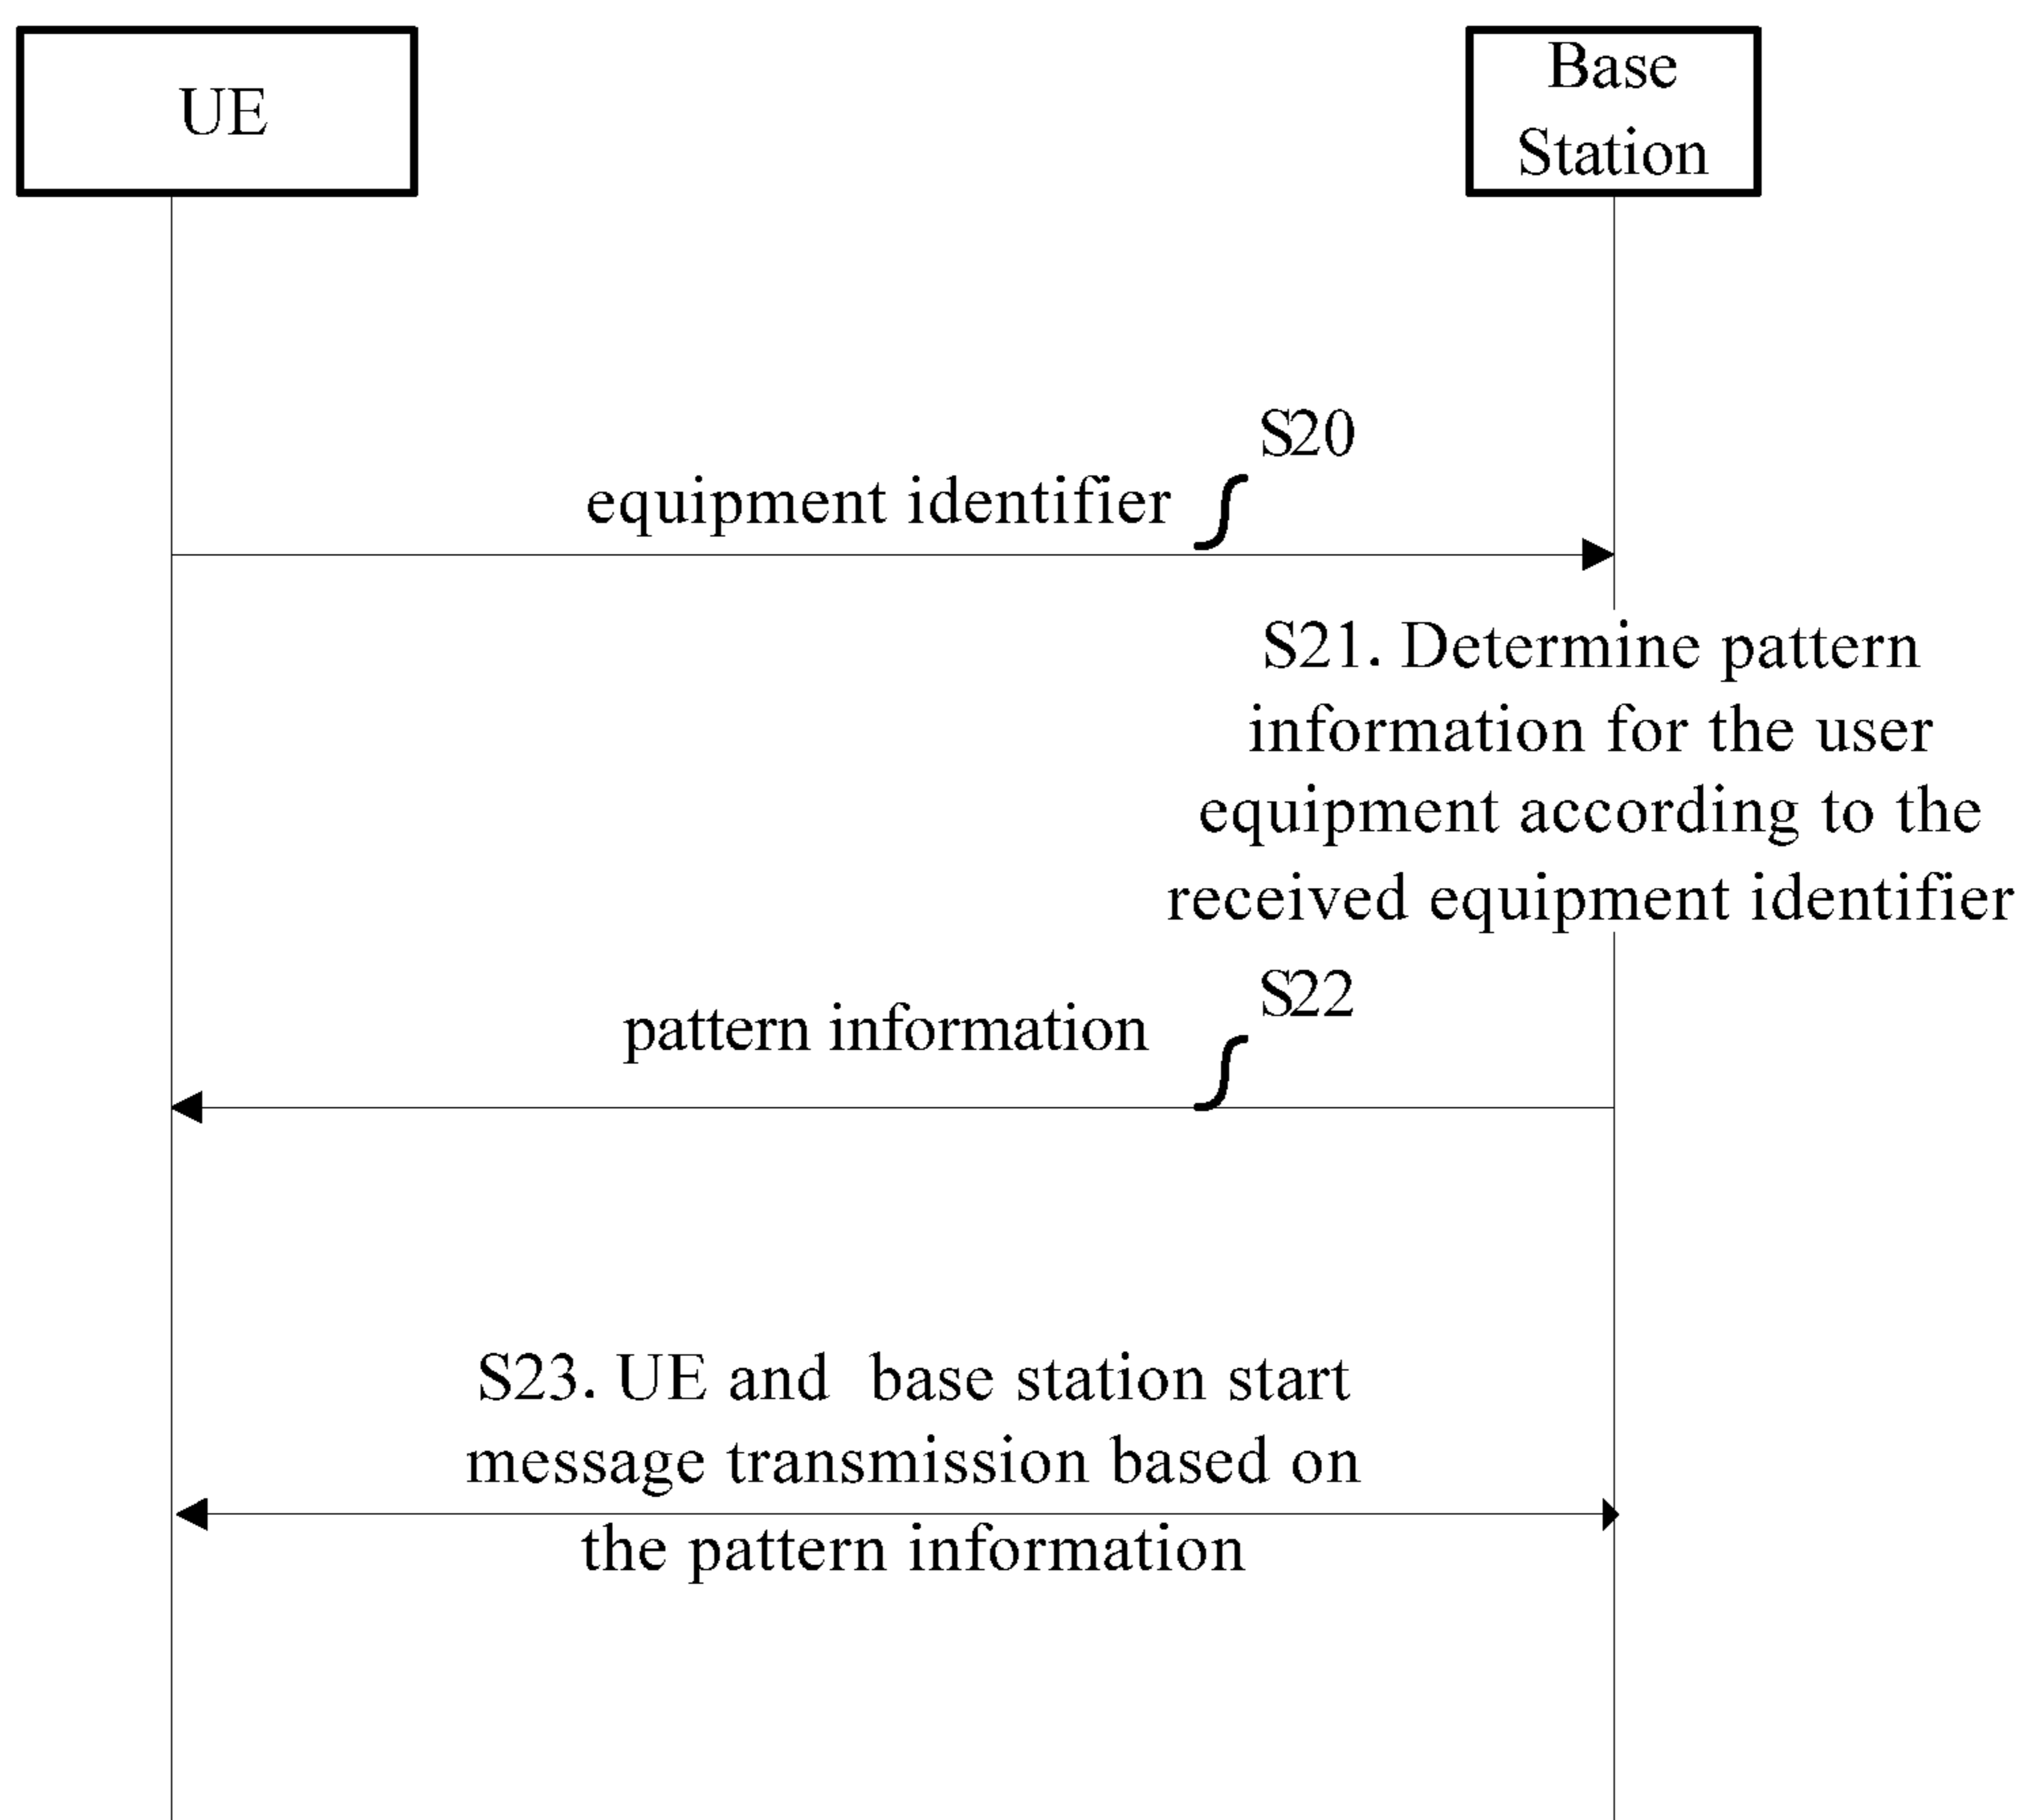 UE
Base
Station
S20
equipment identifier
S21. Determine pattern
information for the user
equipment according to the
received equipment identifier
S22
pattern information
S23. UE and base station start
message transmission based on
the pattern information